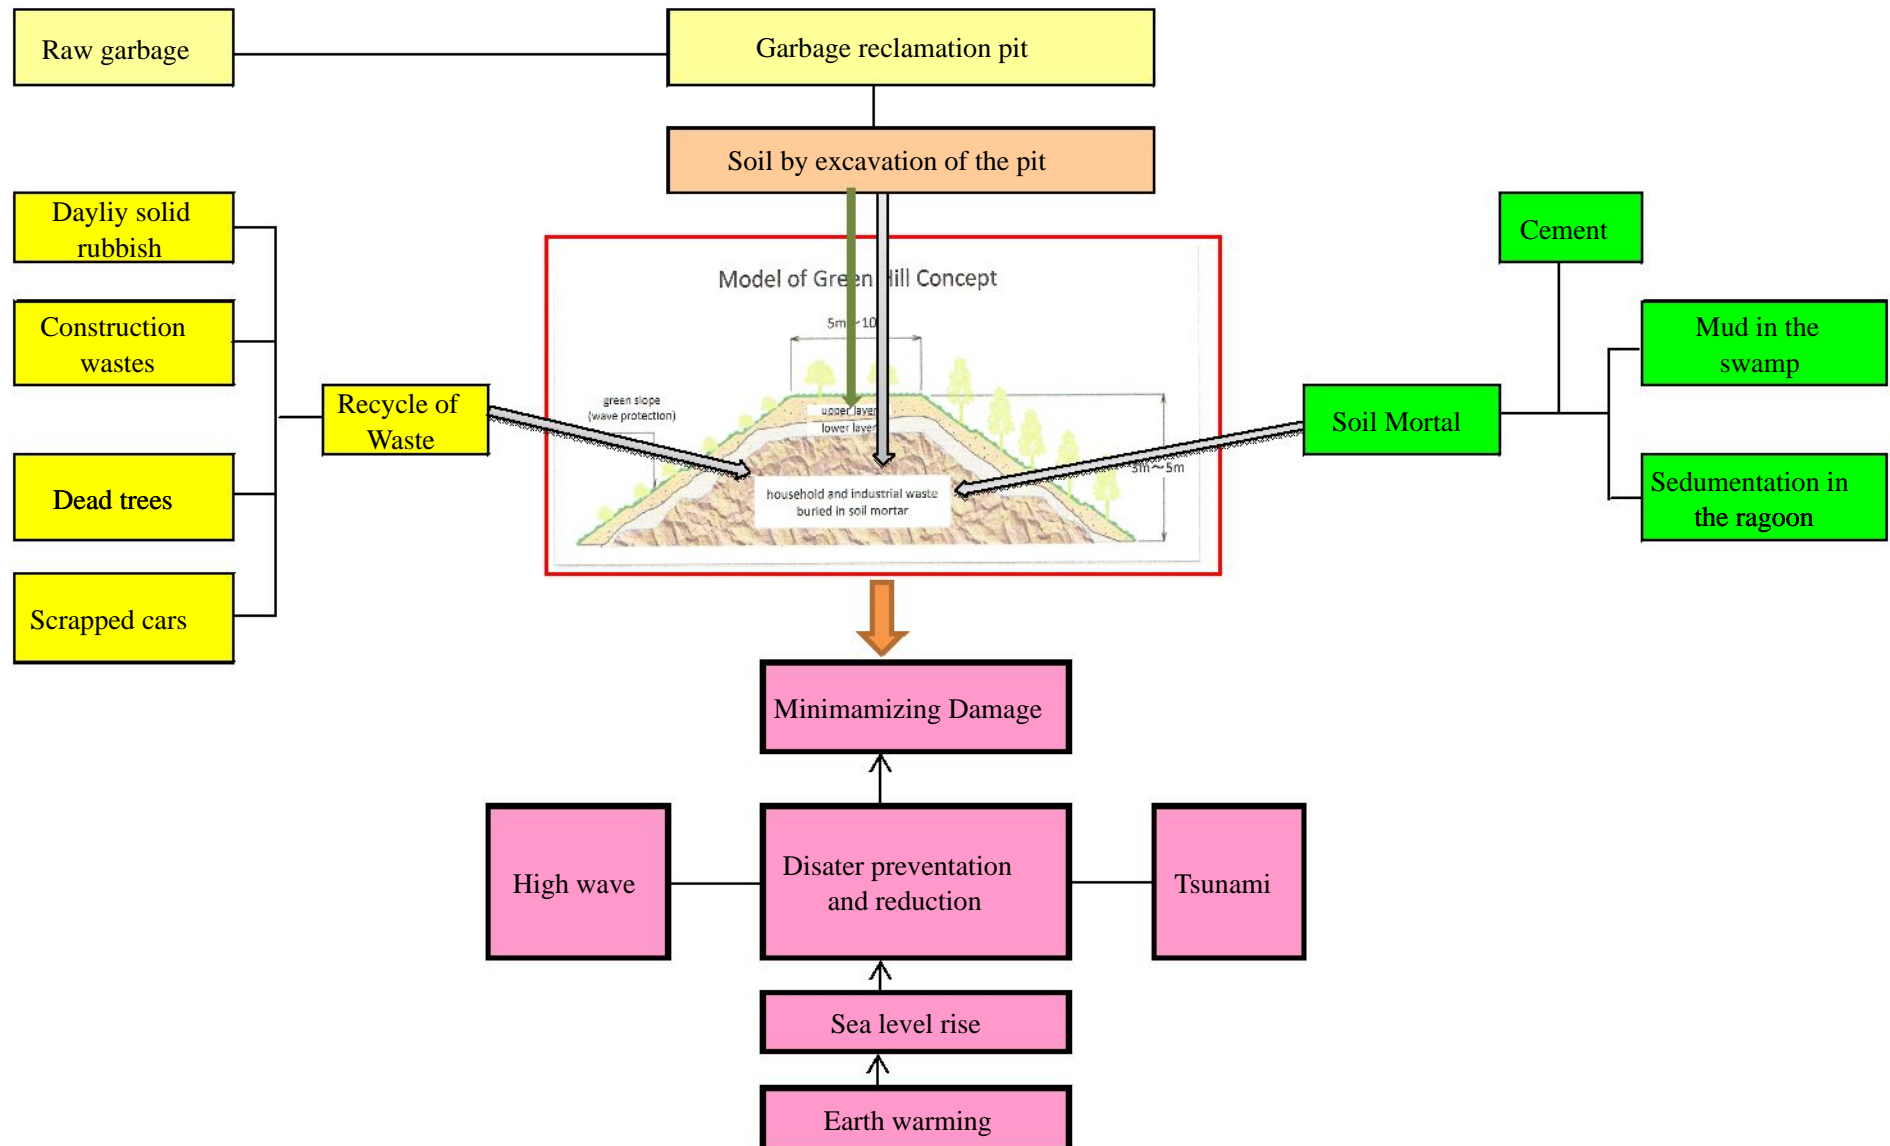 Raw garbage
Garbage reclamation pit
Soil by excavation of the pit
Dayliy solid
rubbish
Construction
wastes
Dead trees
Scrapped cars
Recycle of
Waste
Model of Green Hill Concept
5m~10
green slope
(wave protection)
upper layer
lower layer
3m~5m
household and industrial waste
buried in soil mortar
Cement
Mud in the
swamp
Soil Mortal
Sedumentation in
the ragoon
Minimamizing Damage
High wave
Disater preventation
and reduction
Tsunami
Sea level rise
Earth warming